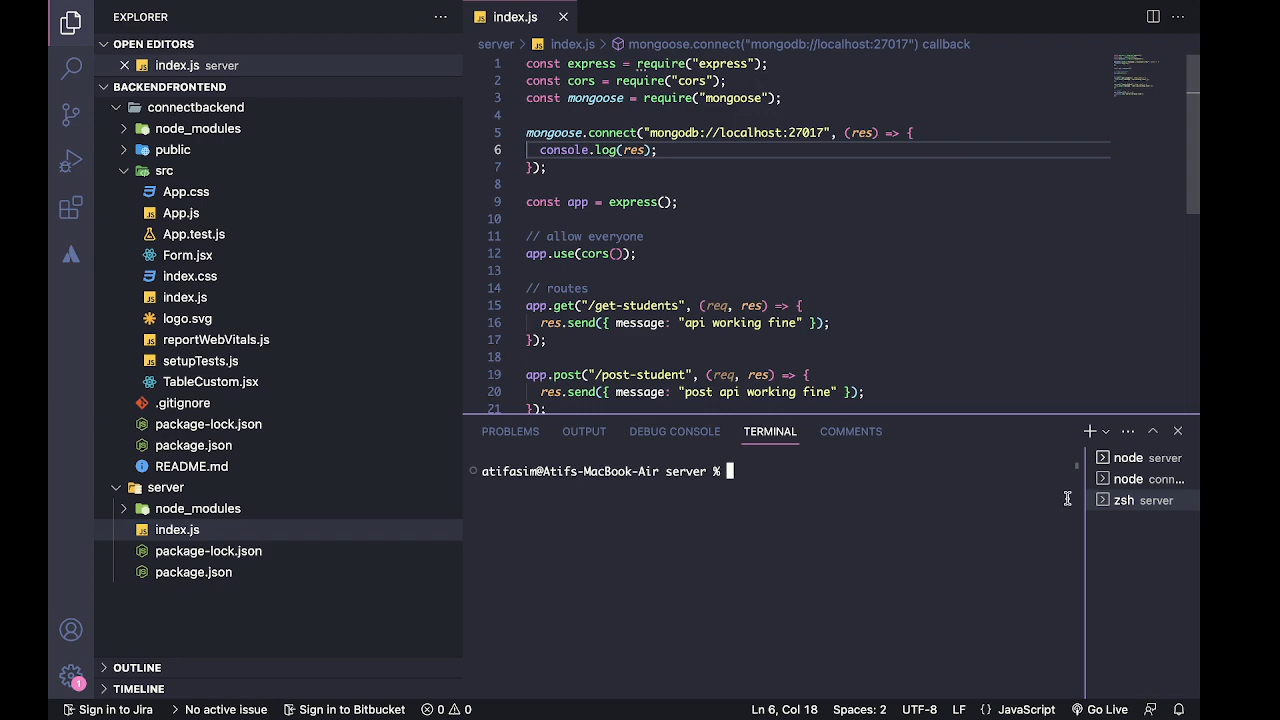 EXPLORER
OPEN EDITORS
index.js server
BACKENDFRONTEND
connectbackend
node_modules
public
src
App.css
App.js
App.test.js
Form.jsx
index.css
index.js
logo.svg
reportWebVitals.js
setupTests.js
TableCustom.jsx
.gitignore
package-lock.json
package.json
README.md
server
node_modules
index.js
package-lock.json
package.json
OUTLINE
TIMELINE
index.js
server JS index.js mongoose.connect("mongodb://localhost:27017") callback
1 const express = require("express");
2 const cors = require("cors");
3 const mongoose = require("mongoose");
4
5 mongoose.connect("mongodb://localhost:27017", (res) => {
6 console.log(res);
7 });
8
9 const app = express();
10
11 // allow everyone
12 app.use(cors());
13
14 // routes
15 app.get("/get-students", (req, res) => {
16 res.send({ message: "api working fine" });
17 });
18
19 app.post("/post-student", (req, res) => {
20 res.send({ message: "post api working fine" });
21 });
PROBLEMS OUTPUT DEBUG CONSOLE TERMINAL COMMENTS
atifasim@Atifs-MacBook-Air server %
node server
node conn...
zsh server
1
Sign in to Jira No active issue Sign in to Bitbucket 0 0 Ln 6, Col 18 Spaces: 2 UTF-8 LF {} JavaScript Go Live